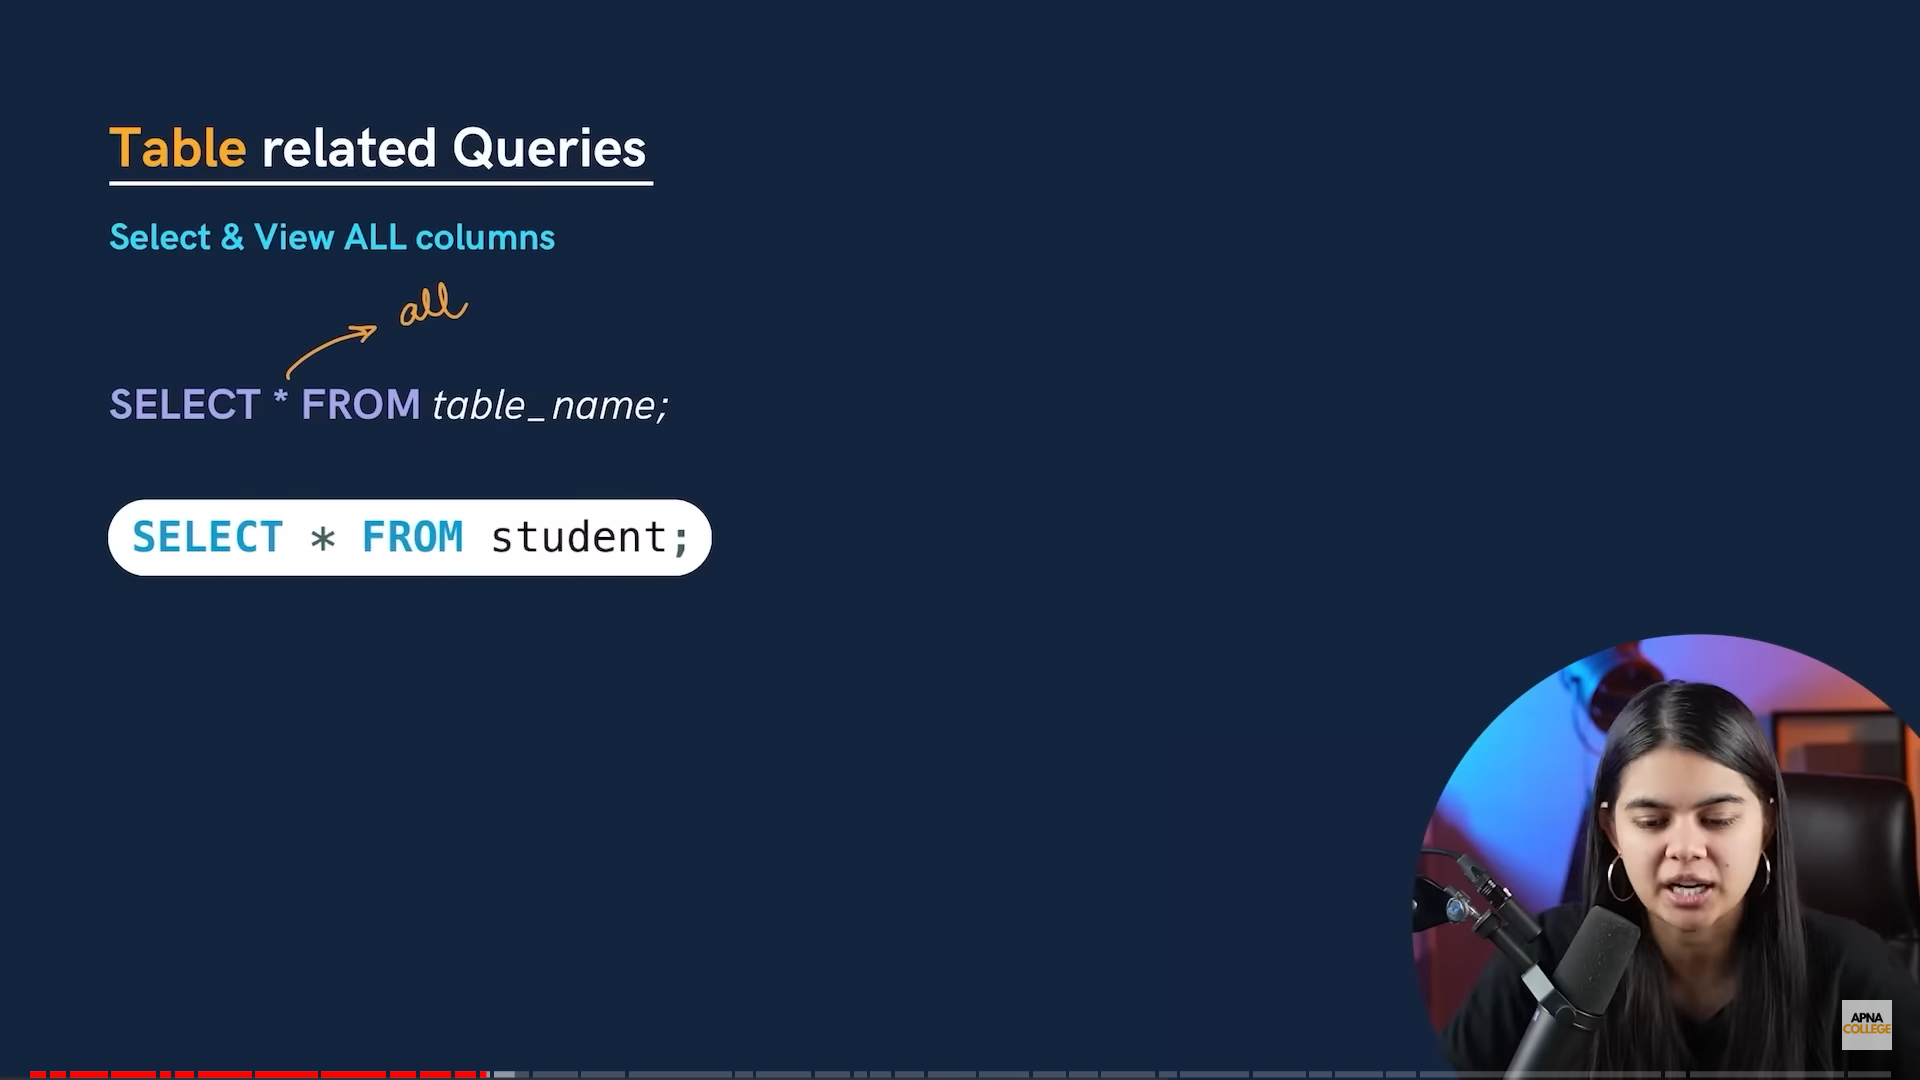 Table related Queries
Select & View ALL columns
all
SELECT * FROM table_name;
SELECT * FROM student;
APNA
COLLEGE